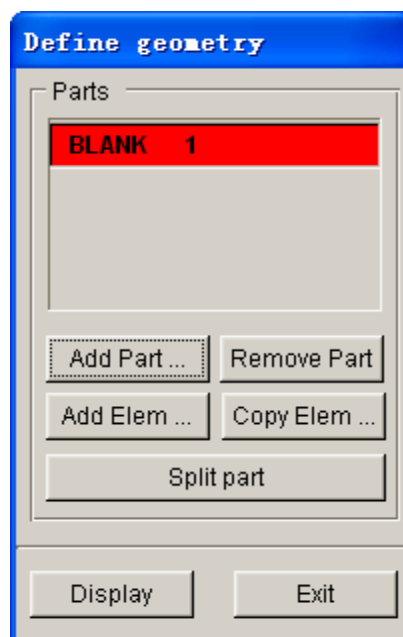 Define geometry
Parts
BLANK 1
Add Part ...
Remove Part
Add Elem ...
Copy Elem ...
Split part
Display
Exit